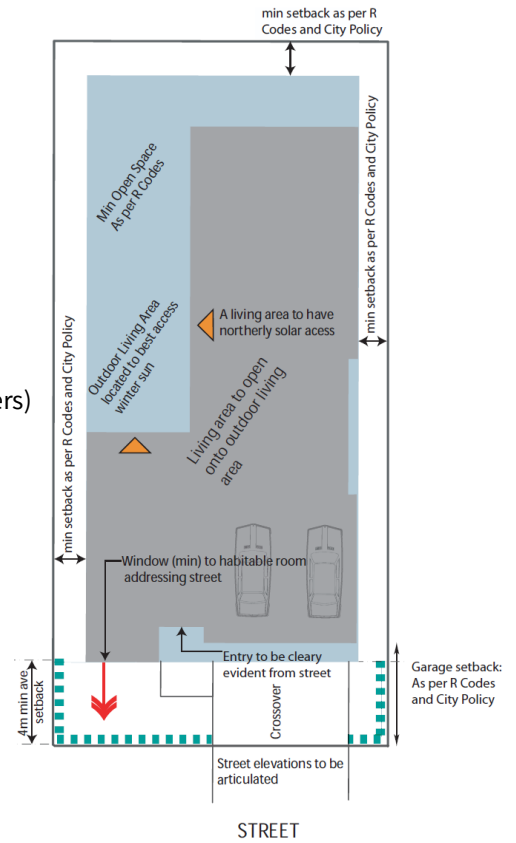 min setback as per R
Codes and City Policy
min setback as per R Codes and City Policy
Min Open Space
As per R Codes
A living area to have
northerly solar acess
Outdoor Living Area
located to best access
winter sun
ers)
Living area to open
onto outdoor living
area
min setback as per R Codes and City Policy
Window (min) to habitable room
addressing street
Entry to be cleary
evident from street
Garage setback:
As per R Codes
and City Policy
4m min ave
setback
Crossover
Street elevations to be
articulated
STREET